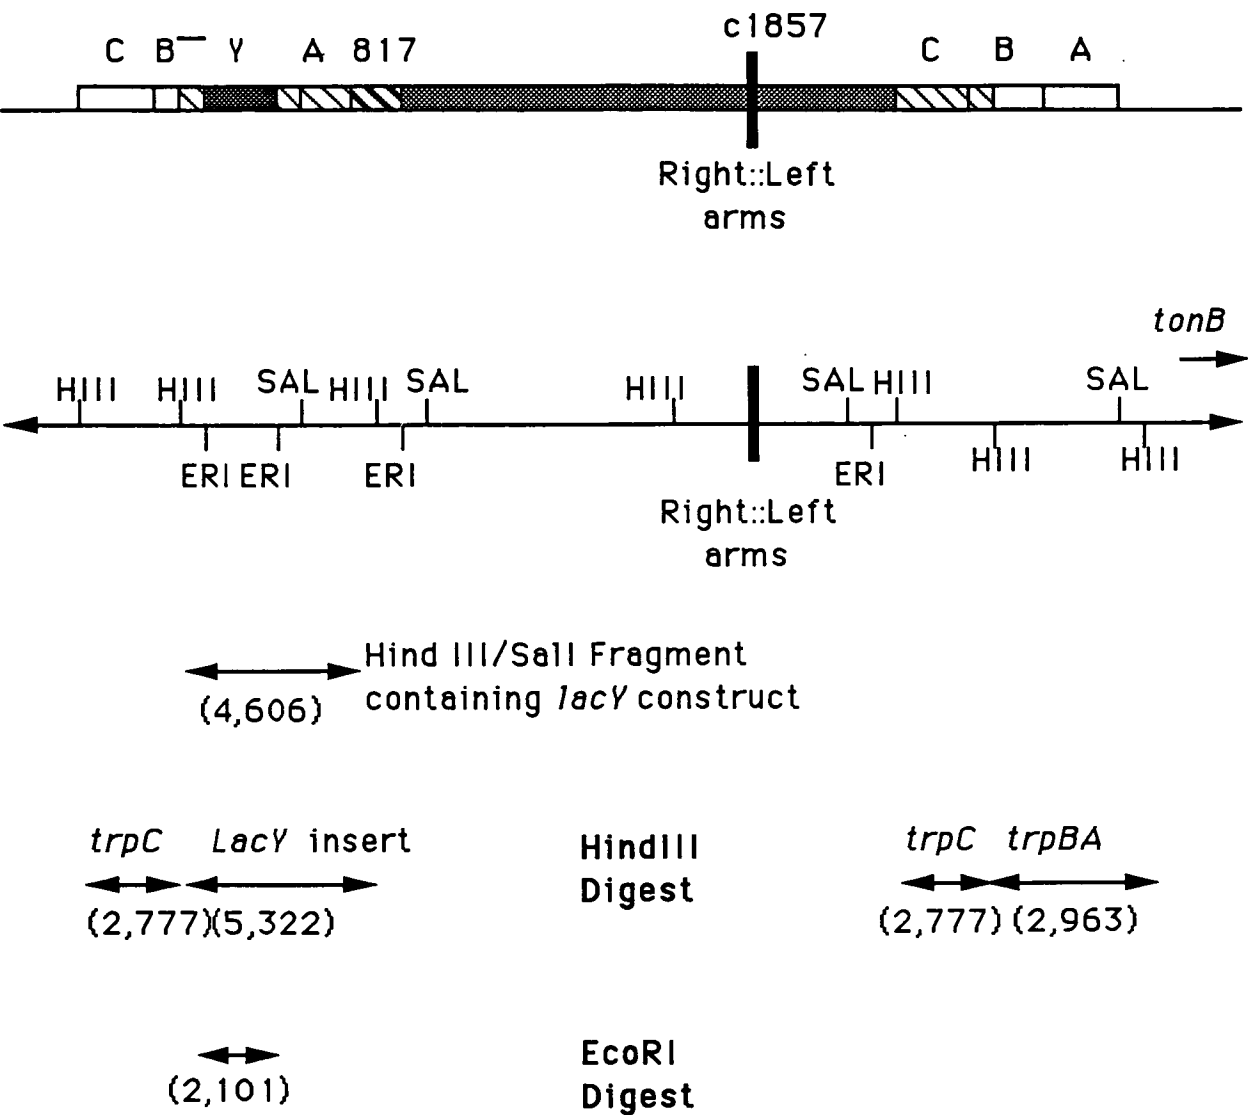 C B‾ Y A 817 c1857 C B A
Right::Left
arms
tonB
HIII HIII SAL HIII SAL HIII SAL HIII SAL
ERI ERI ERI ERI HIII HIII
Right::Left
arms
Hind III/SalI Fragment
containing lacY construct
(4,606)
trpC LacY insert HindIII trpC trpBA
Digest
(2,777)(5,322) (2,777) (2,963)
EcoRI
(2,101) Digest